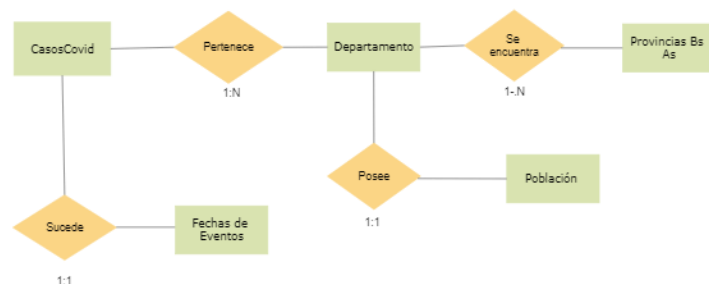 CasosCovid
Pertenece
1:N
Departamento
Se
encuentra
1-.N
Provincias Bs
As
Posee
1:1
Población
Sucede
1:1
Fechas de
Eventos